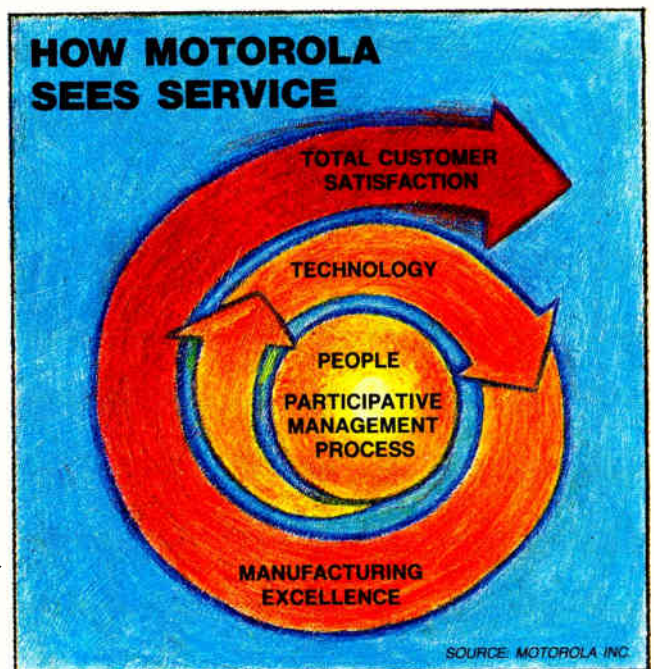 HOW MOTOROLA
SEES SERVICE
TOTAL CUSTOMER
SATISFACTION
TECHNOLOGY
PEOPLE
PARTICIPATIVE
MANAGEMENT
PROCESS
MANUFACTURING
EXCELLENCE
SOURCE: MOTOROLA INC.